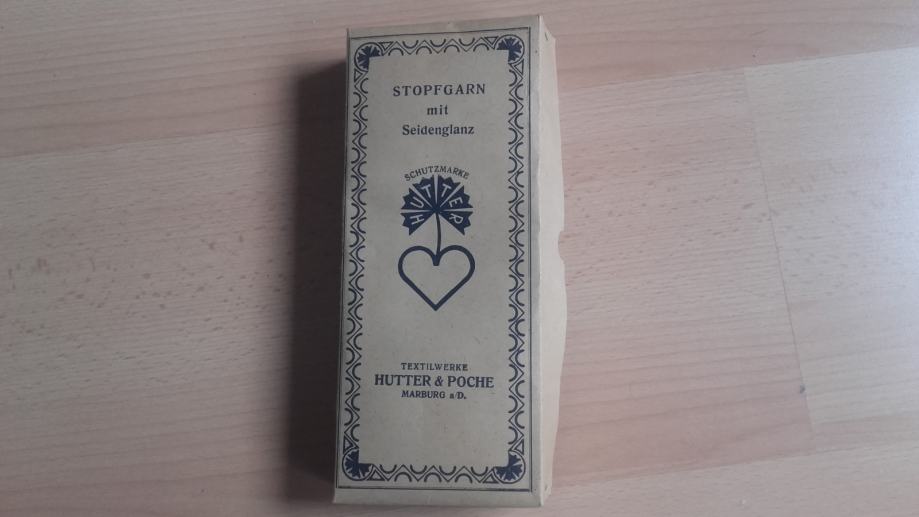 STOPFGARN
mit
Seidenglanz
SCHUTZMARKE
HUTTER
TEXTILWERKE
HUTTER & POCHE
MARBURG a/D.